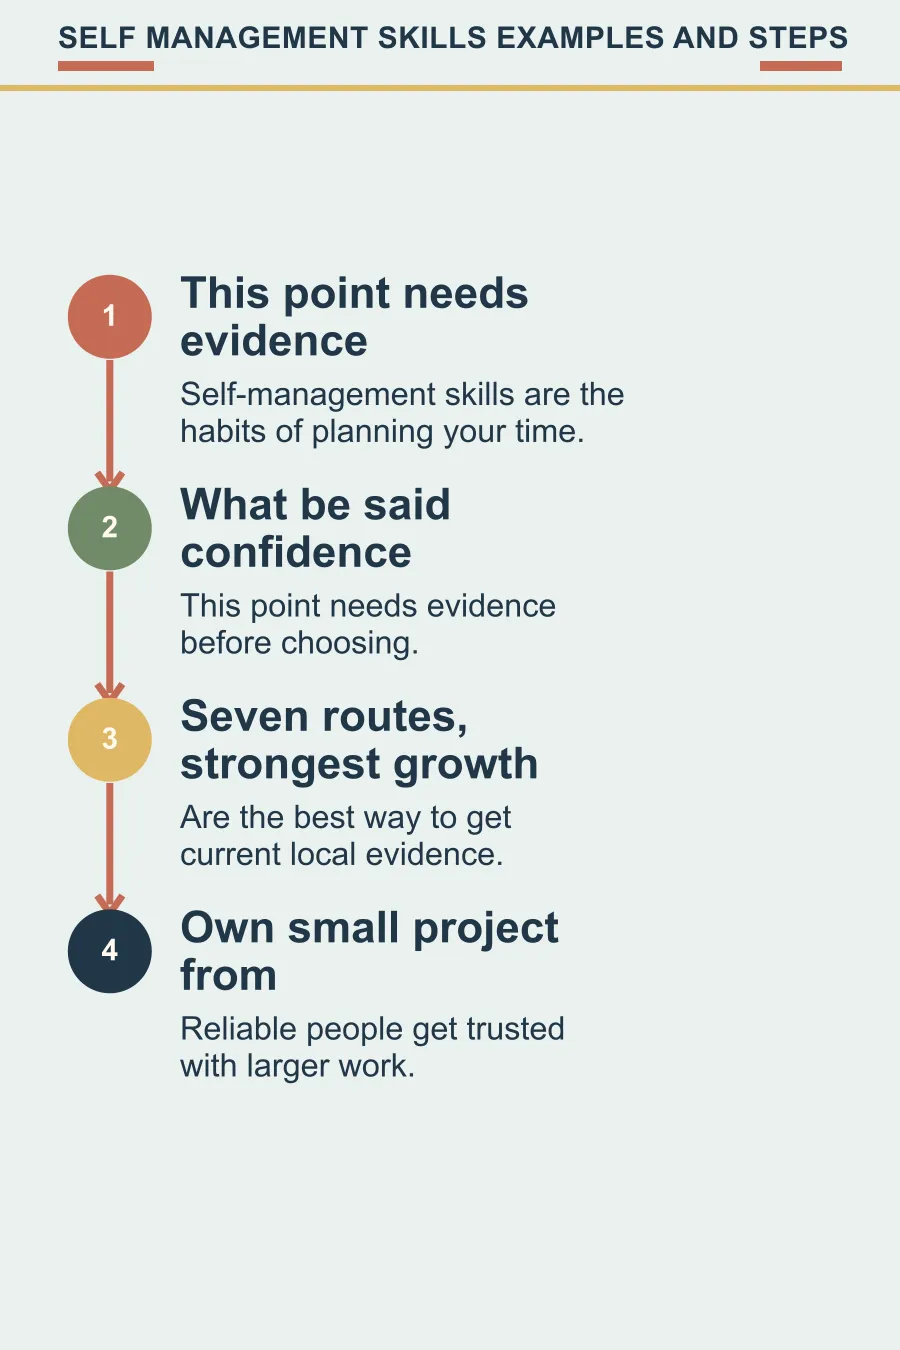 SELF MANAGEMENT SKILLS EXAMPLES AND STEPS
1
This point needs
evidence
Self-management skills are the
habits of planning your time.
2
What be said
confidence
This point needs evidence
before choosing.
3
Seven routes,
strongest growth
Are the best way to get
current local evidence.
4
Own small project
from
Reliable people get trusted
with larger work.